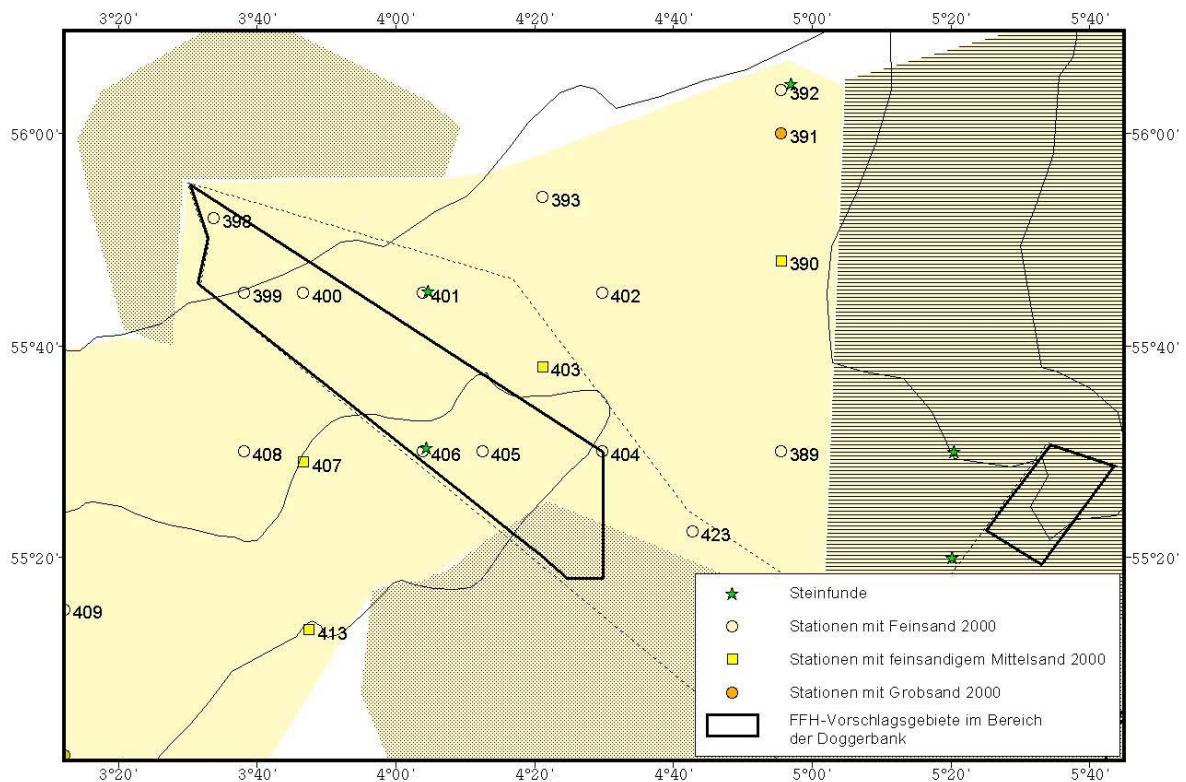 3°20' 3°40' 4°00' 4°20' 4°40' 5°00' 5°20' 5°40'
392
56°00' 391 56°00'
393
398
390
399 400 401 402
55°40' 55°40'
403
408 406 405 404 389
407
423
55°20' 55°20'
409
413
Steinfunde
Stationen mit Feinsand 2000
Stationen mit feinsandigem Mittelsand 2000
Stationen mit Grobsand 2000
FFH-Vorschlagsgebiete im Bereich
der Doggerbank
3°20' 3°40' 4°00' 4°20' 4°40' 5°00' 5°20' 5°40'